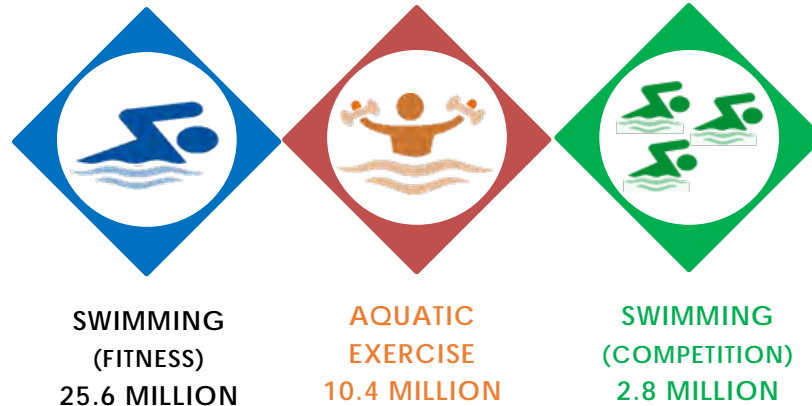 SWIMMING
(FITNESS)
25.6 MILLION
AQUATIC
EXERCISE
10.4 MILLION
SWIMMING
(COMPETITION)
2.8 MILLION